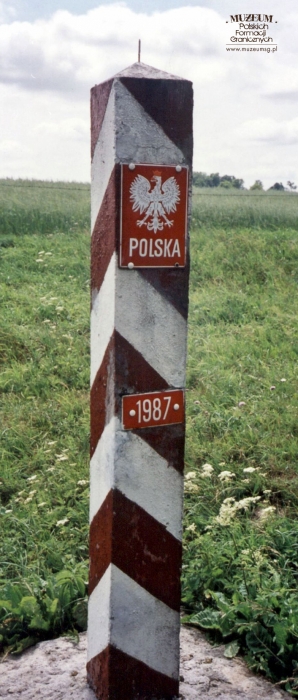 · MUZEUM ·
Polskich
Formacji
Granicznych
www.muzeumsg.pl
POLSKA
1987